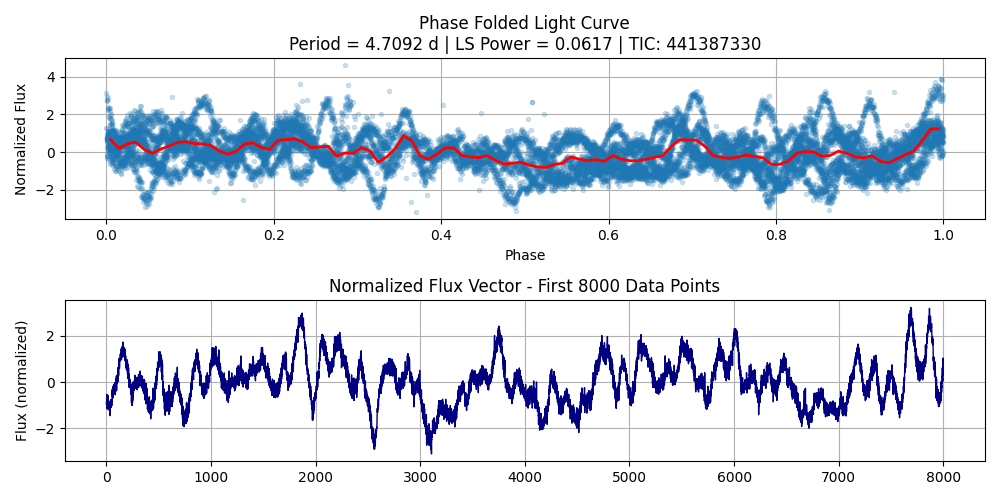 Phase Folded Light Curve
Period = 4.7092 d | LS Power = 0.0617 | TIC: 441387330
Normalized Flux
4
2
0
−2
0.0 0.2 0.4 0.6 0.8 1.0
Phase
Normalized Flux Vector - First 8000 Data Points
Flux (normalized)
2
0
−2
0 1000 2000 3000 4000 5000 6000 7000 8000